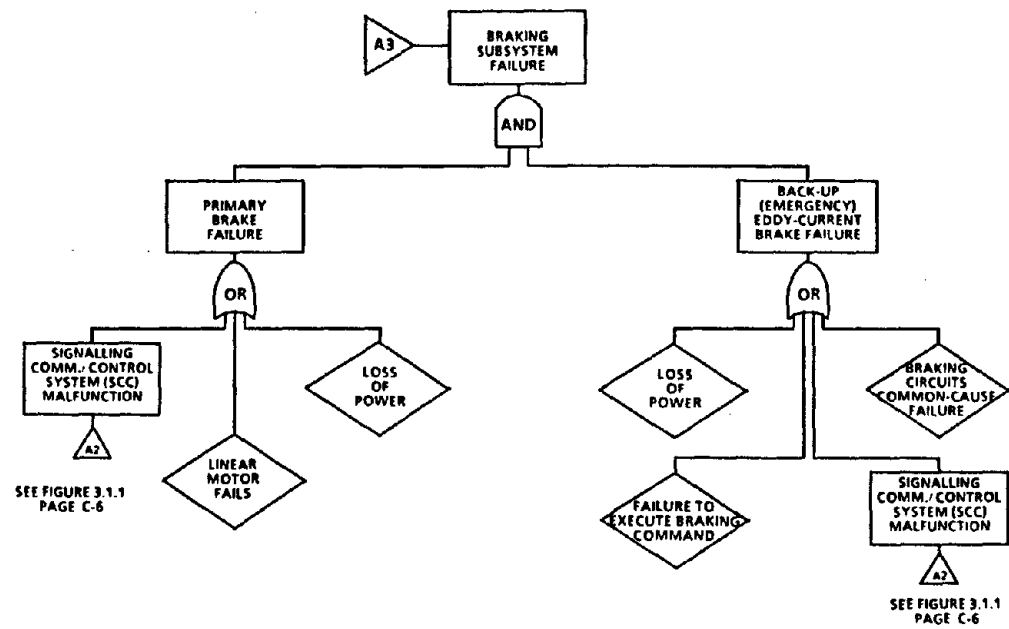 A3
BRAKING
SUBSYSTEM
FAILURE
AND
PRIMARY
BRAKE
FAILURE
BACK-UP
(EMERGENCY)
EDDY-CURRENT
BRAKE FAILURE
OR
OR
SIGNALLING
COMM./CONTROL
SYSTEM (SCC)
MALFUNCTION
A2
SEE FIGURE 3.1.1
PAGE C-6
LINEAR
MOTOR
FAILS
LOSS
OF
POWER
LOSS
OF
POWER
BRAKING
CIRCUITS
COMMON-CAUSE
FAILURE
FAILURE TO
EXECUTE BRAKING
COMMAND
SIGNALLING
COMM./CONTROL
SYSTEM (SCC)
MALFUNCTION
A2
SEE FIGURE 3.1.1
PAGE C-6